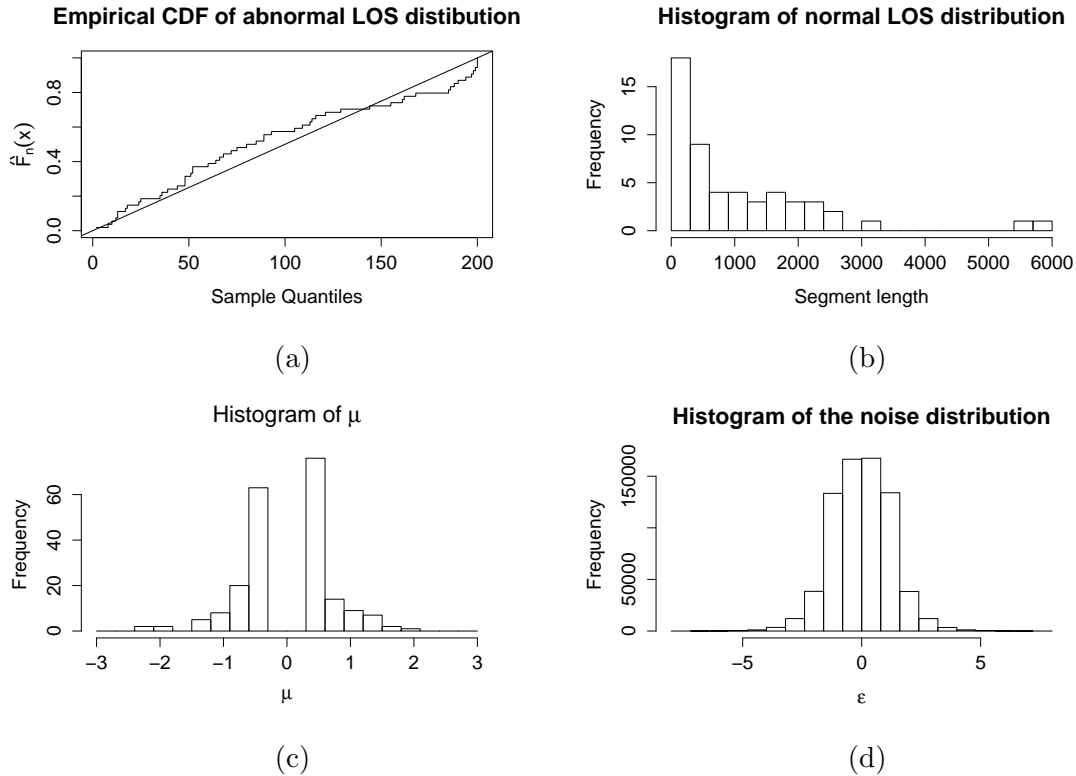 Empirical CDF of abnormal LOS distibution
F̂n(x)
0.0 0.4 0.8
0 50 100 150 200
Sample Quantiles
(a)
Histogram of normal LOS distribution
Frequency
0 5 10 15
0 1000 2000 3000 4000 5000 6000
Segment length
(b)
Histogram of μ
Frequency
0 20 40 60
−3 −2 −1 0 1 2 3
μ
(c)
Histogram of the noise distribution
Frequency
0 50000 150000
−5 0 5
ε
(d)